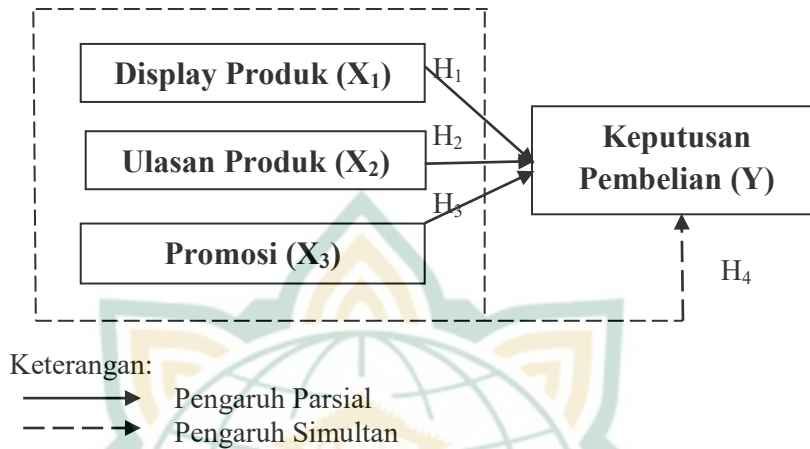 Display Produk (X₁)
H₁
Ulasan Produk (X₂)
H₂
Promosi (X₃)
H₃
Keputusan
Pembelian (Y)
H₄
Keterangan:
Pengaruh Parsial
Pengaruh Simultan